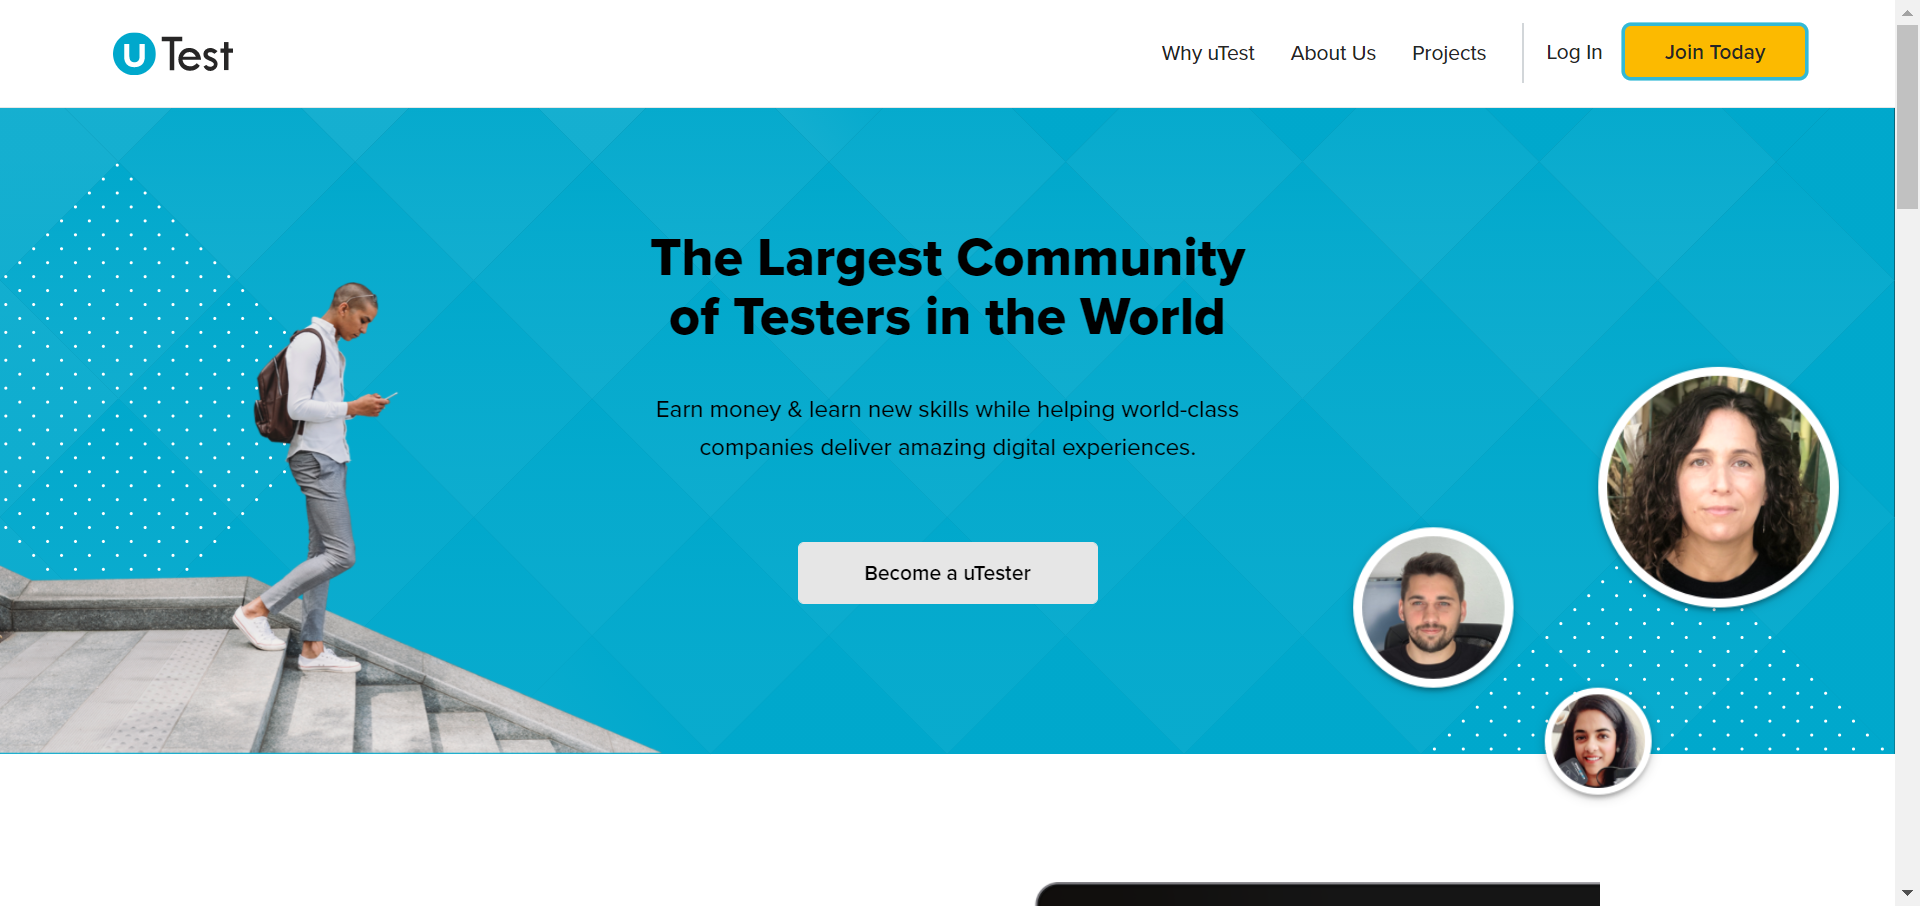 uTest
Why uTest
About Us
Projects
Log In
Join Today
The Largest Community
of Testers in the World
Earn money & learn new skills while helping world-class
companies deliver amazing digital experiences.
Become a uTester